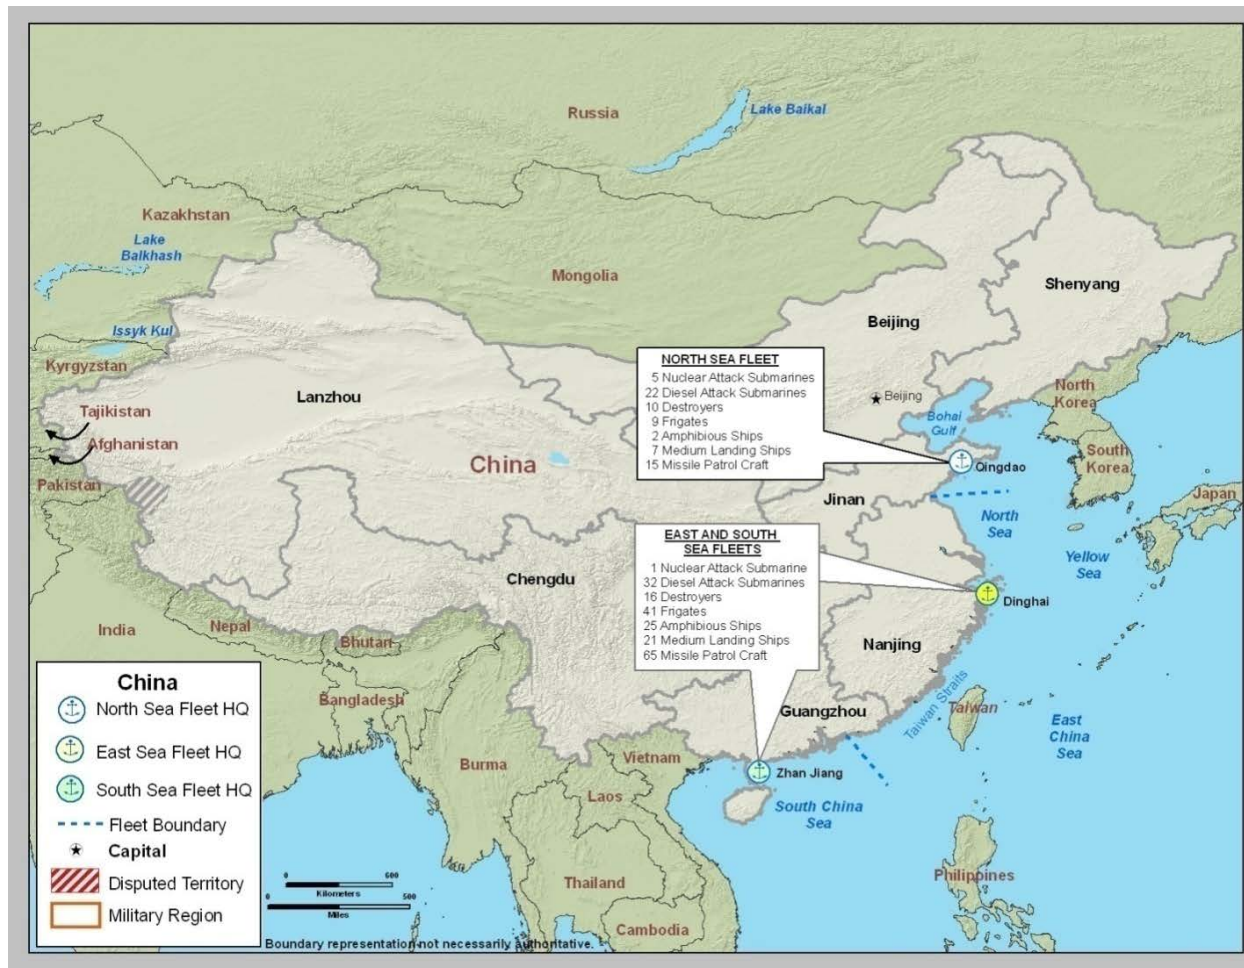 Russia
Lake Baikal
Kazakhstan
Lake
Balkhash
Mongolia
Shenyang
Issyk Kul
Beijing
Kyrgyzstan
NORTH SEA FLEET
5 Nuclear Attack Submarines
22 Diesel Attack Submarines
10 Destroyers
9 Frigates
2 Amphibious Ships
7 Medium Landing Ships
15 Missile Patrol Craft
Beijing
North
Korea
Lanzhou
Tajikistan
Afghanistan
Bohai
Gulf
China
South
Korea
Qingdao
Pakistan
Jinan
Japan
North
Sea
EAST AND SOUTH
SEA FLEETS
1 Nuclear Attack Submarine
32 Diesel Attack Submarines
16 Destroyers
41 Frigates
25 Amphibious Ships
21 Medium Landing Ships
65 Missile Patrol Craft
Yellow
Sea
Chengdu
Dinghai
India
Nepal
Bhutan
Nanjing
Taiwan Straits
Taiwan
Bangladesh
Guangzhou
East
China
Sea
Burma
Vietnam
Zhan Jiang
Laos
South China
Sea
Thailand
Philippines
Cambodia
China
North Sea Fleet HQ
East Sea Fleet HQ
South Sea Fleet HQ
Fleet Boundary
Capital
Disputed Territory
Military Region
0 600
Kilometers
0 500
Miles
Boundary representation not necessarily authoritative.